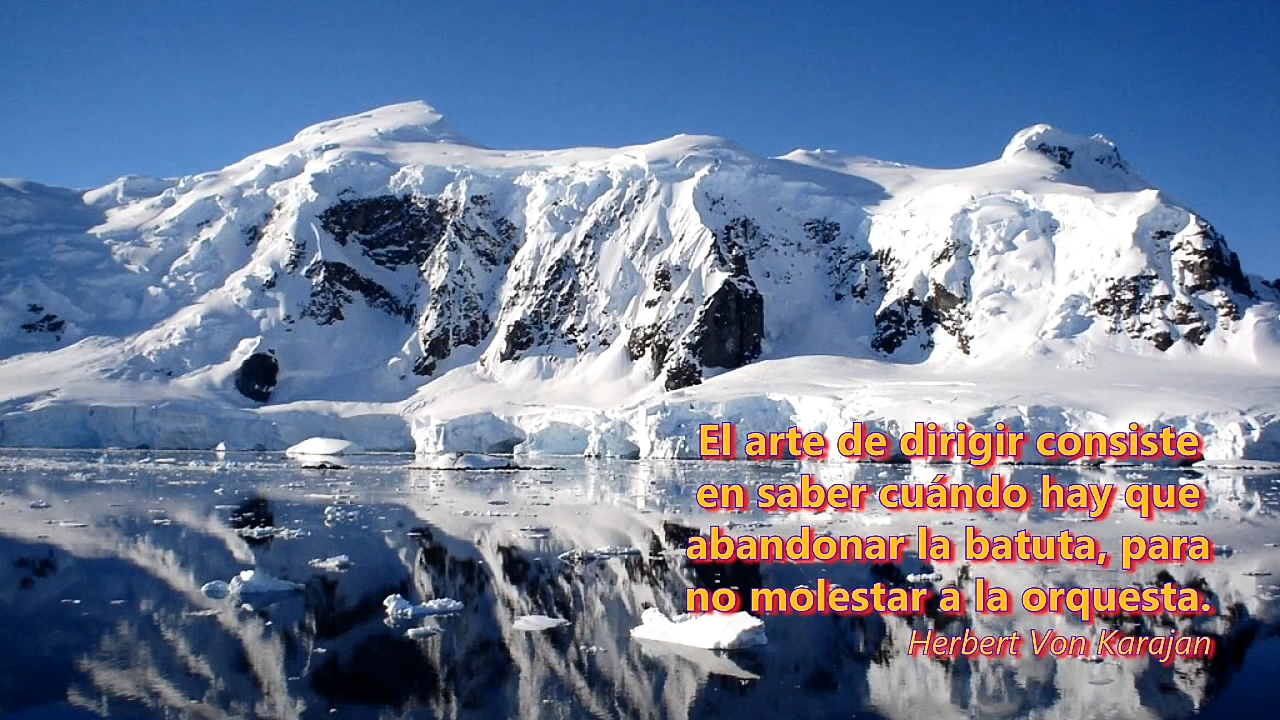 El arte de dirigir consiste
en saber cuándo hay que
abandonar la batuta, para
no molestar a la orquesta.
Herbert Von Karajan